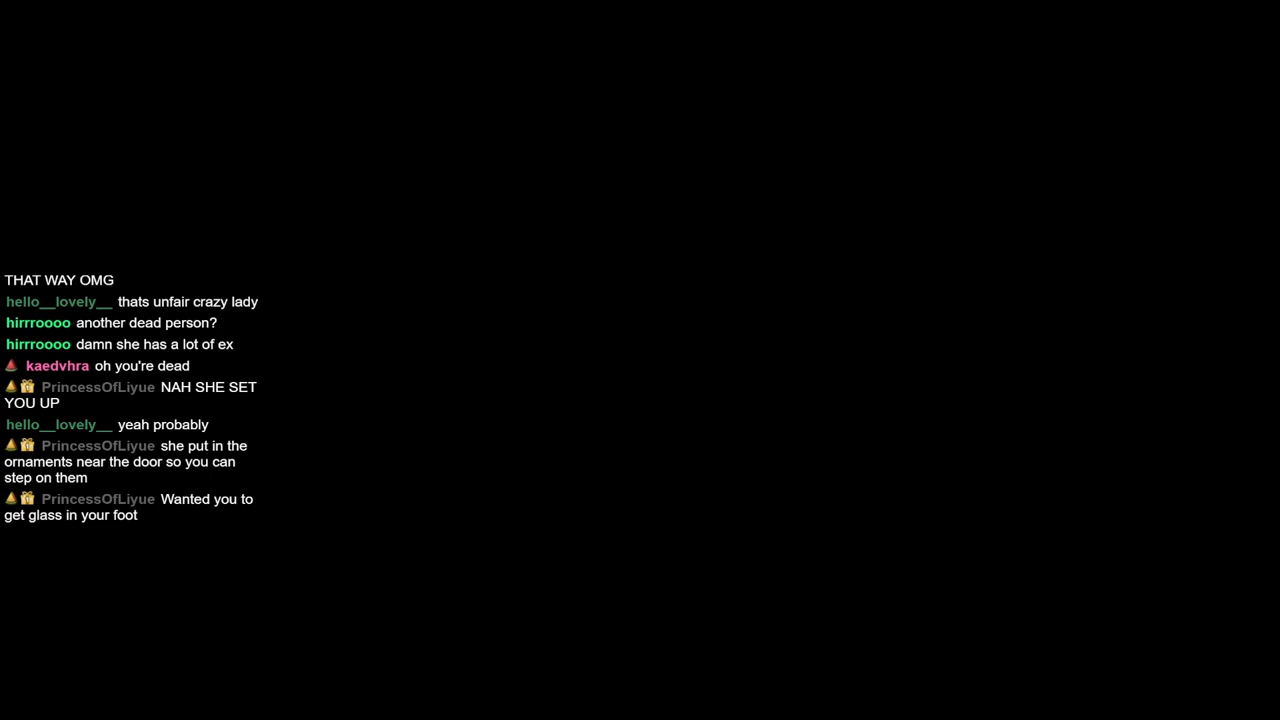 THAT WAY OMG
hello__lovely__ thats unfair crazy lady
hirrroooo another dead person?
hirrroooo damn she has a lot of ex
kaedvhra oh you're dead
PrincessOfLiyue NAH SHE SET
YOU UP
hello__lovely__ yeah probably
PrincessOfLiyue she put in the
ornaments near the door so you can
step on them
PrincessOfLiyue Wanted you to
get glass in your foot